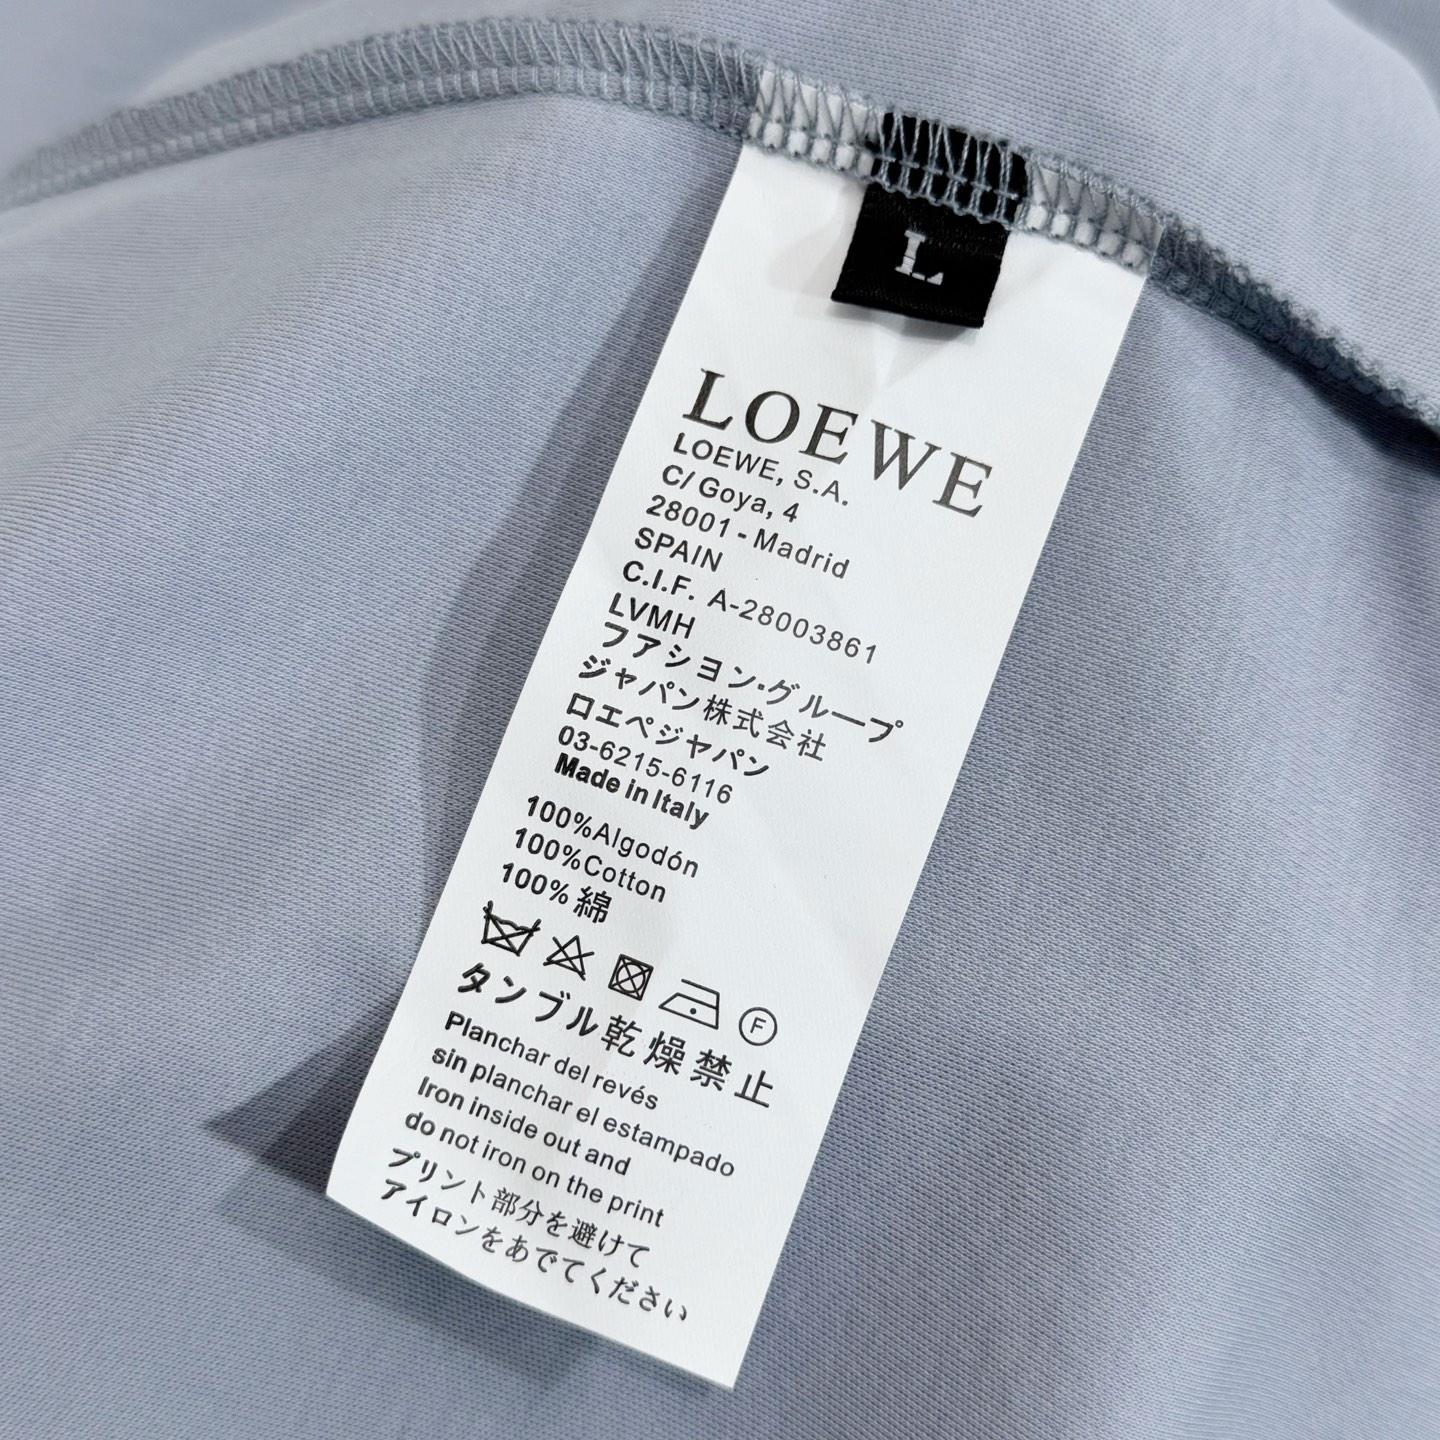 L
LOEWE
LOEWE, S.A.
C/ Goya, 4
28001 - Madrid
SPAIN
C.I.F. A-28003861
LVMH
フアシヨン・グループ
ジャパン株式会社
ロエペジヤパン
03-6215-6116
Made in Italy
100%Algodón
100%Cotton
100% 綿
F
タンブル乾燥禁止
Planchar del revés
sin planchar el estampado
Iron inside out and
do not iron on the print
プリント部分を避けて
アイロンをあでてください